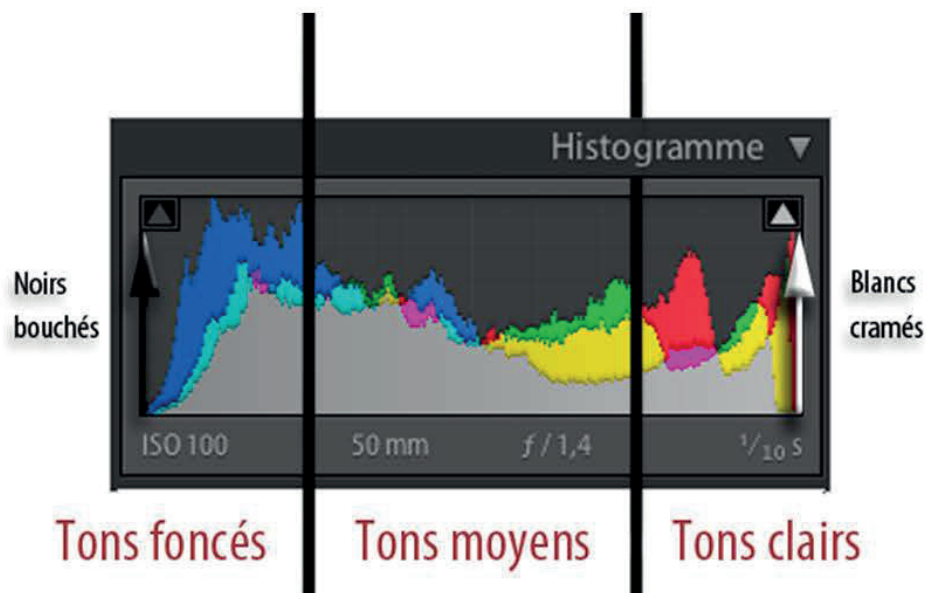 Histogramme
Noirs
bouchés
Blancs
cramés
ISO 100 50 mm ƒ / 1,4 1/10 s
Tons foncés Tons moyens Tons clairs